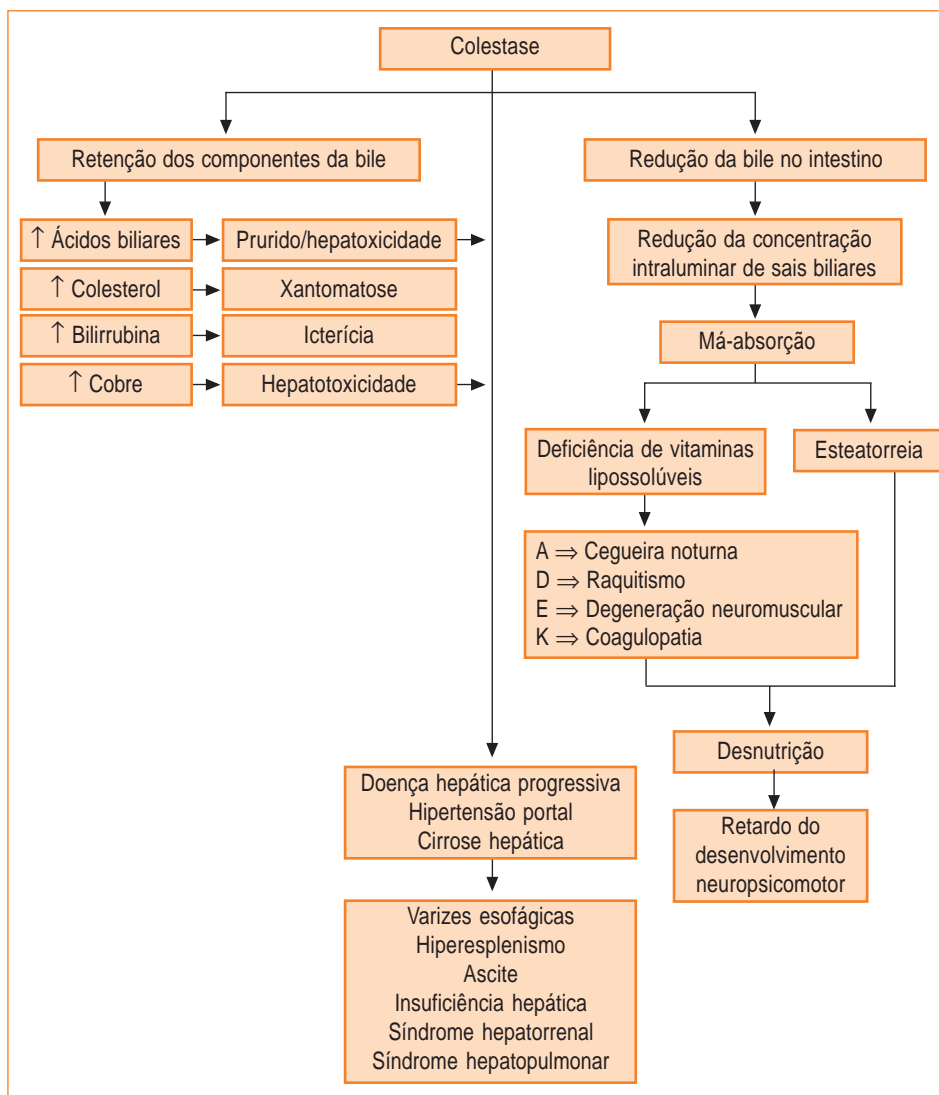 Colestase
Retenção dos componentes da bile
↑ Ácidos biliares
Prurido/hepatoxicidade
↑ Colesterol
Xantomatose
↑ Bilirrubina
Icterícia
↑ Cobre
Hepatotoxicidade
Redução da bile no intestino
Redução da concentração
intraluminar de sais biliares
Má-absorção
Deficiência de vitaminas
lipossolúveis
Esteatorreia
A ⇒ Cegueira noturna
D ⇒ Raquitismo
E ⇒ Degeneração neuromuscular
K ⇒ Coagulopatia
Desnutrição
Retardo do
desenvolvimento
neuropsicomotor
Doença hepática progressiva
Hipertensão portal
Cirrose hepática
Varizes esofágicas
Hiperesplenismo
Ascite
Insuficiência hepática
Síndrome hepatorrenal
Síndrome hepatopulmonar